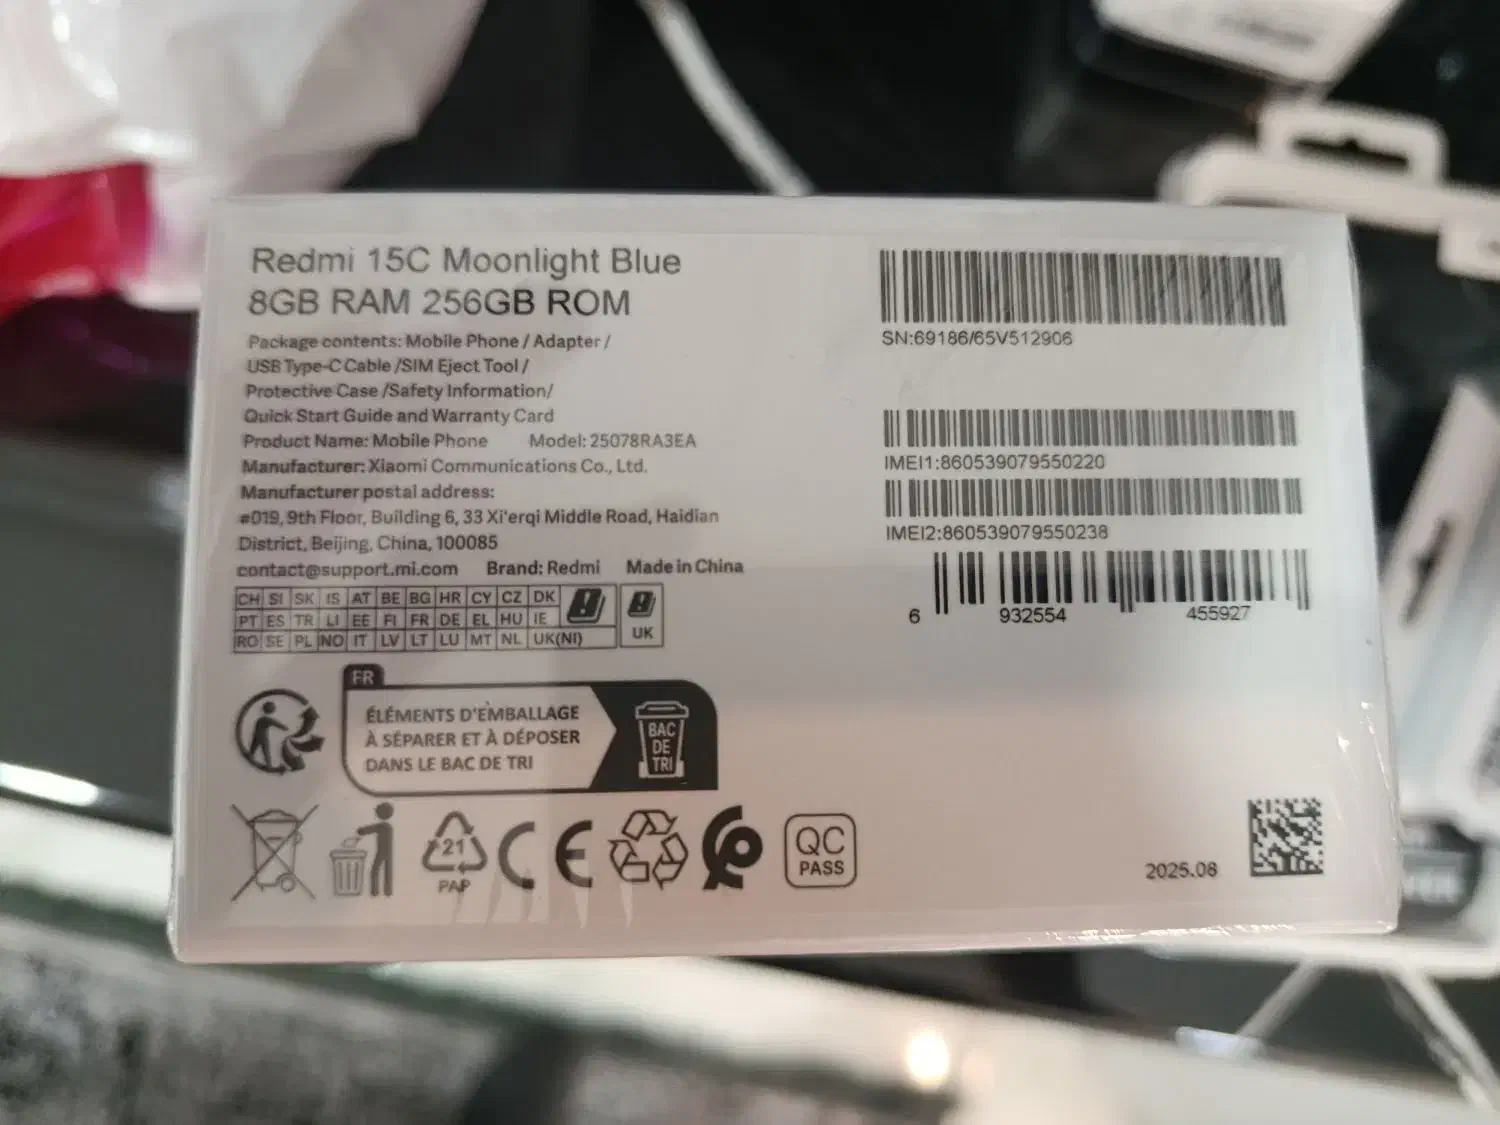 Redmi 15C Moonlight Blue
8GB RAM 256GB ROM
Package contents: Mobile Phone / Adapter /
USB Type-C Cable /SIM Eject Tool /
Protective Case /Safety Information/
Quick Start Guide and Warranty Card
Product Name: Mobile Phone Model: 25078RA3EA
Manufacturer: Xiaomi Communications Co., Ltd.
Manufacturer postal address:
#019, 9th Floor, Building 6, 33 Xi'erqi Middle Road, Haidian
District, Beijing, China, 100085
contact@support.mi.com Brand: Redmi Made in China
CH SI SK IS AT BE BG HR CY CZ DK
PT ES TR LI EE FI FR DE EL HU IE
RO SE PL NO IT LV LT LU MT NL UK(NI)
UK
FR
ÉLÉMENTS D'EMBALLAGE
À SÉPARER ET À DÉPOSER
DANS LE BAC DE TRI
BAC
DE
TRI
21
PAP
CE
QC
PASS
SN:69186/65V512906
IMEI1:860539079550220
IMEI2:860539079550238
6 932554 455927
2025.08